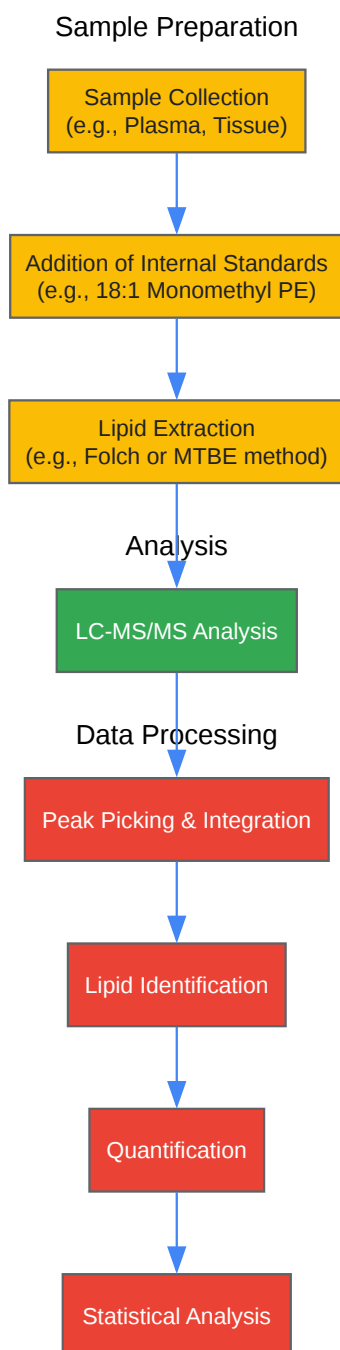 Sample Preparation
Sample Collection
(e.g., Plasma, Tissue)
Addition of Internal Standards
(e.g., 18:1 Monomethyl PE)
Lipid Extraction
(e.g., Folch or MTBE method)
Analysis
LC-MS/MS Analysis
Data Processing
Peak Picking & Integration
Lipid Identification
Quantification
Statistical Analysis